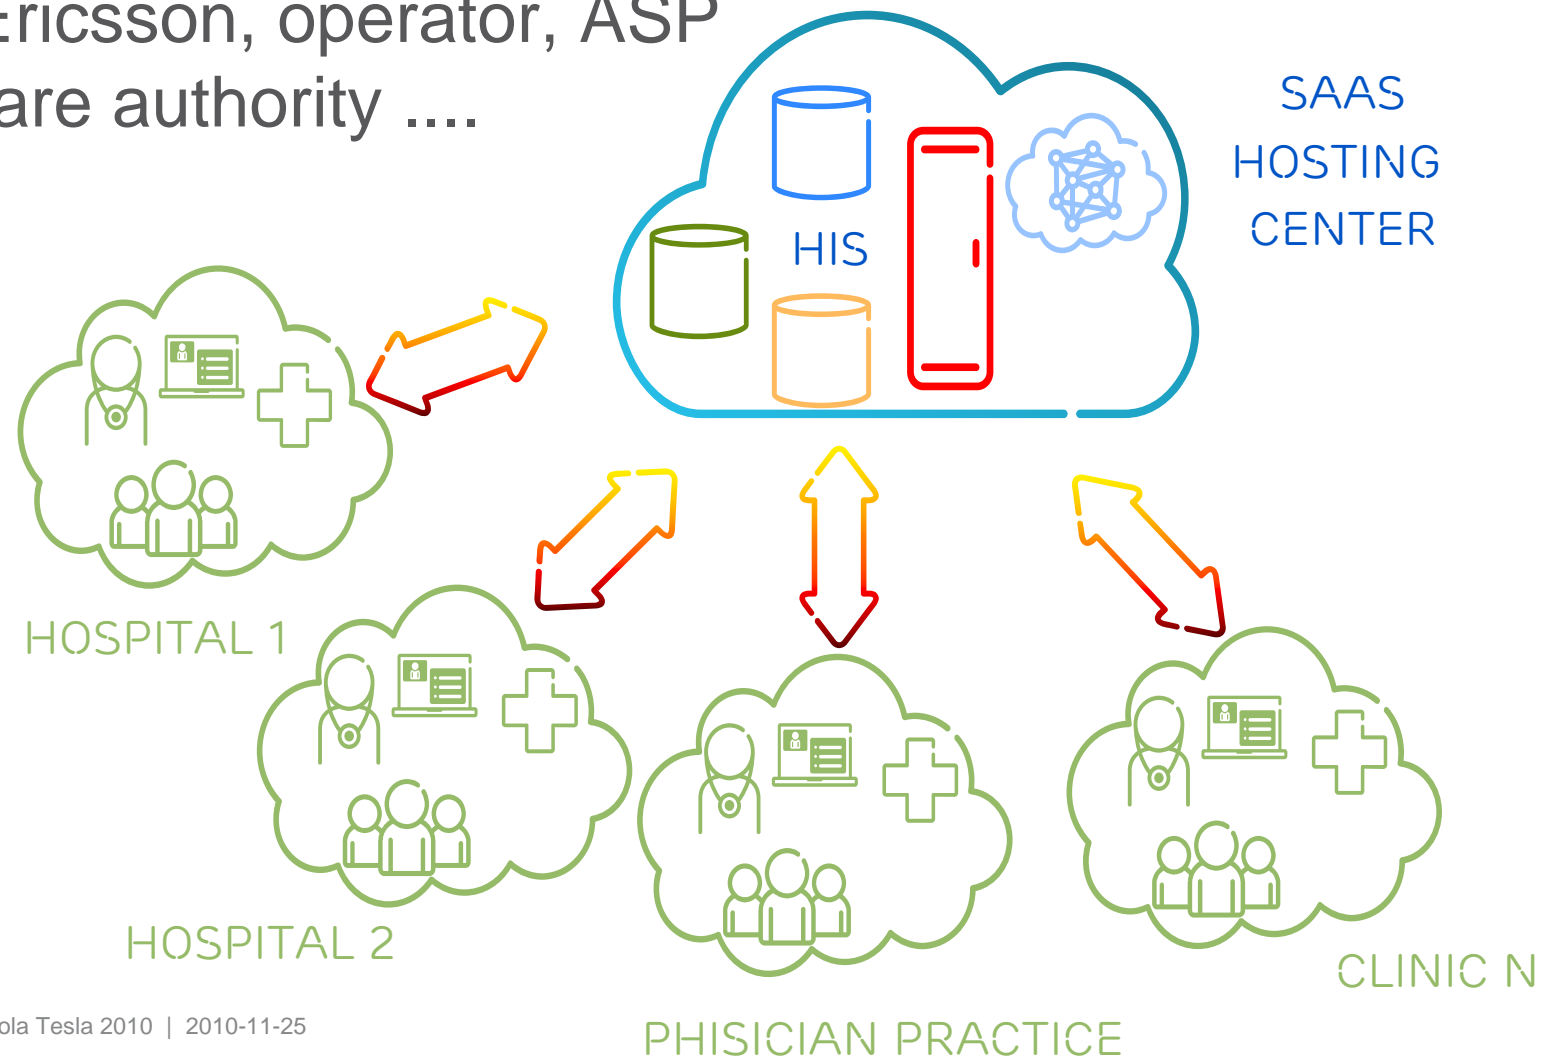 Ericsson, operator, ASP
are authority ....
SAAS
HOSTING
CENTER
HIS
HOSPITAL 1
HOSPITAL 2
CLINIC N
ola Tesla 2010 | 2010-11-25
PHISICIAN PRACTICE